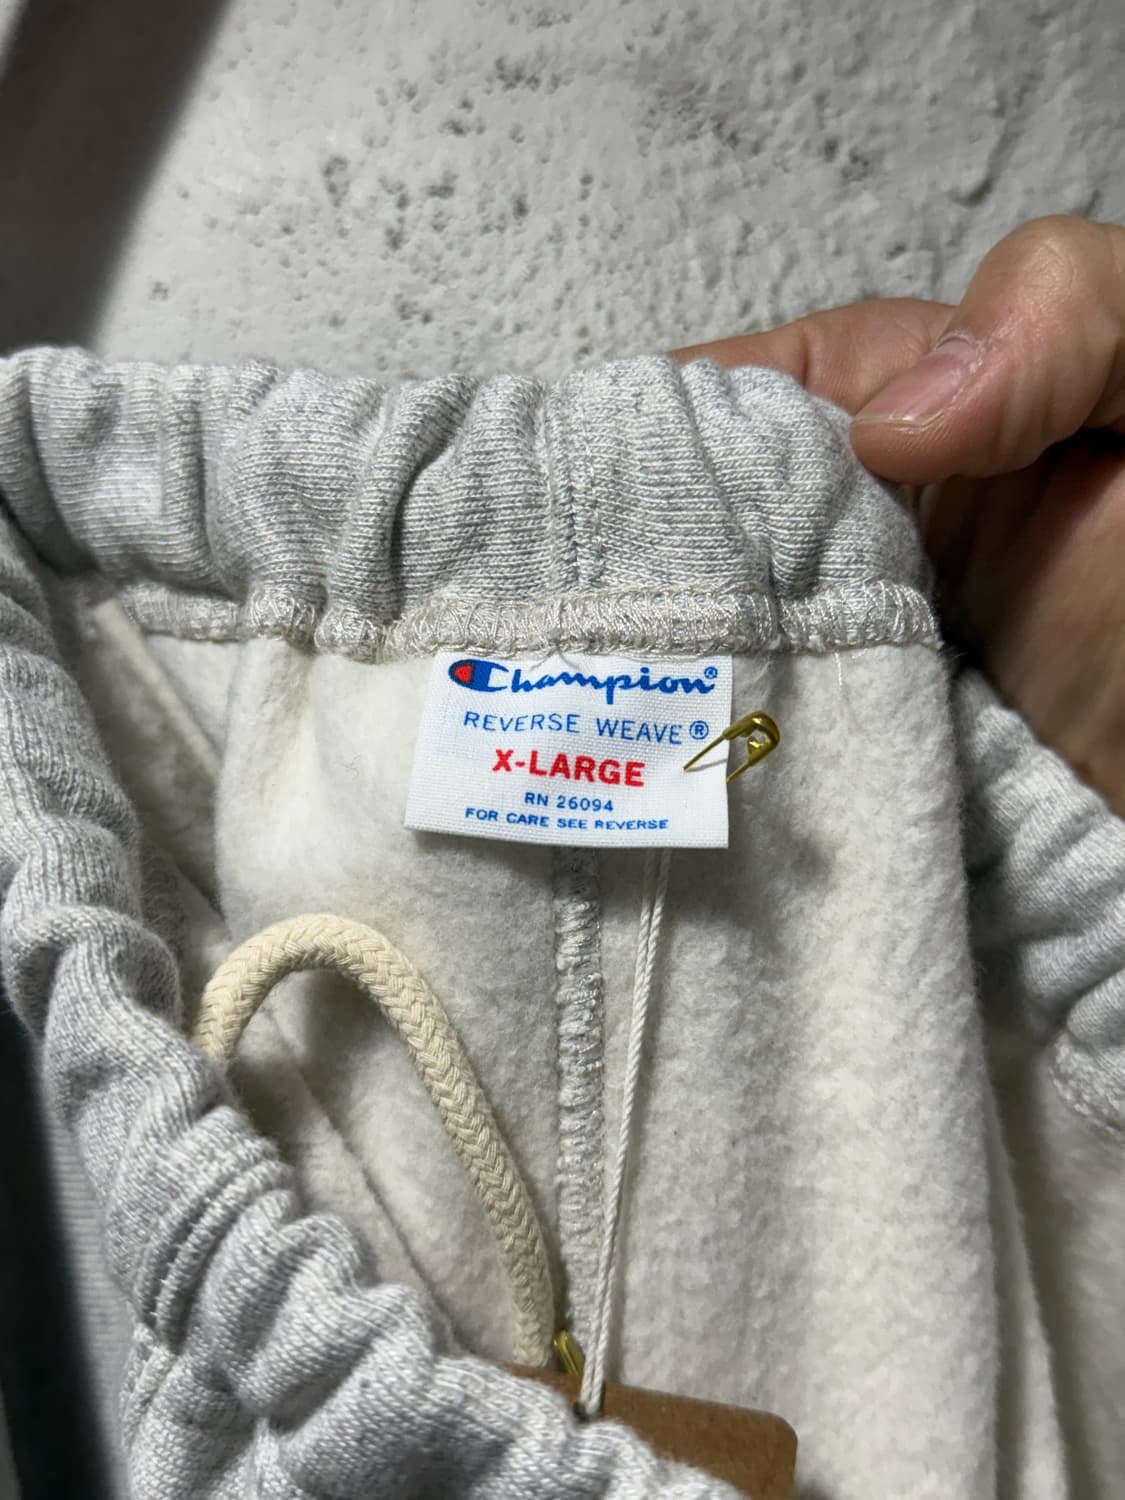 Champion®
REVERSE WEAVE®
X-LARGE
RN 26094
FOR CARE SEE REVERSE